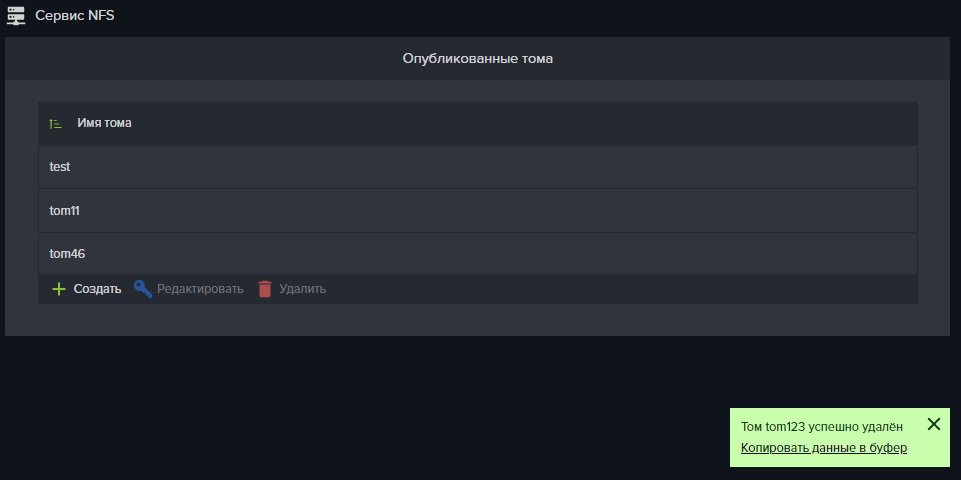 Сервис NFS
Опубликованные тома
Имя тома
test
tom11
tom46
Создать Редактировать Удалить
Том tom123 успешно удалён
Копировать данные в буфер